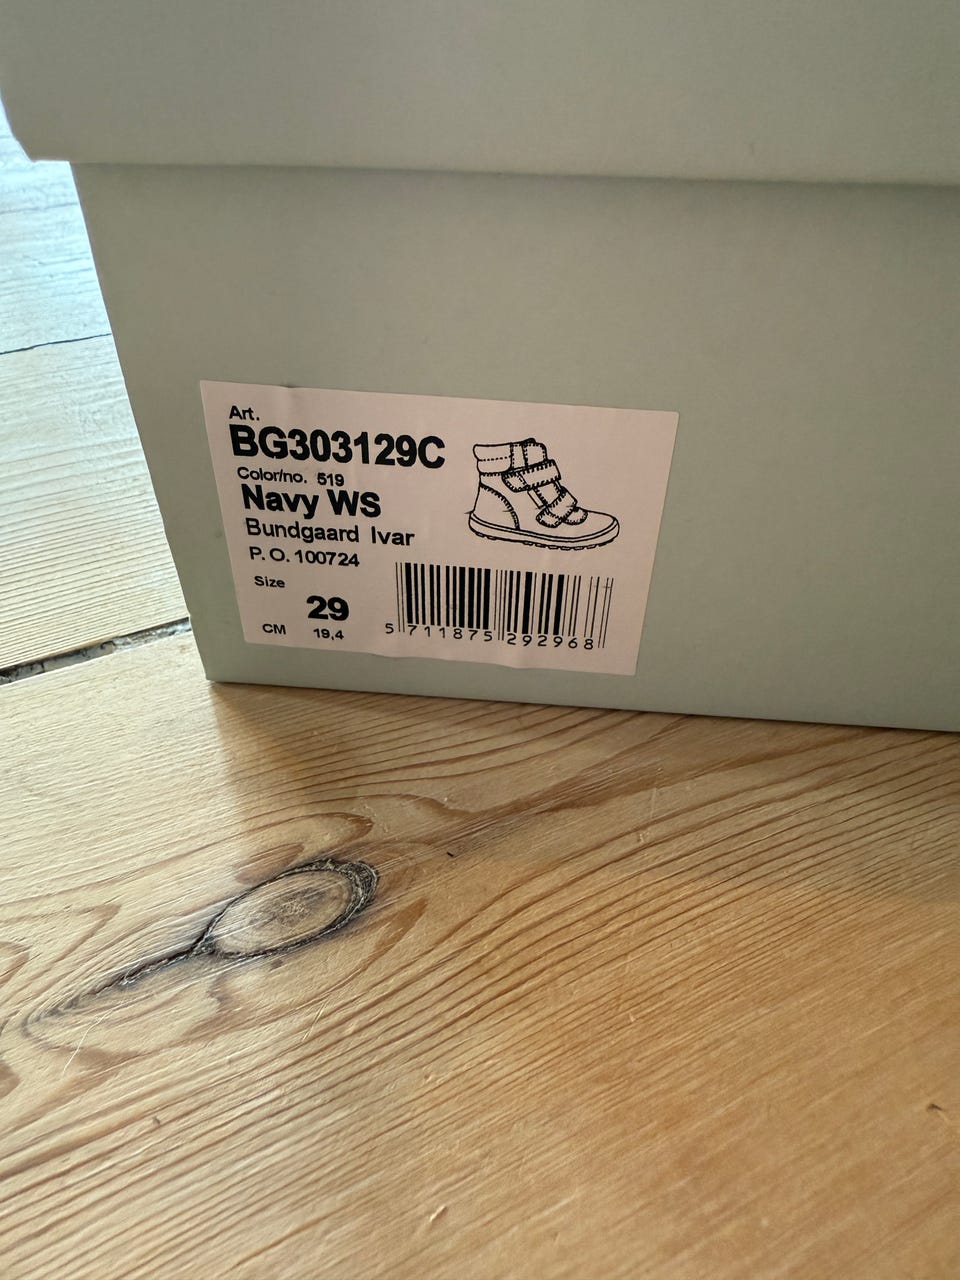 Art.
BG303129C
Color/no. 519
Navy WS
Bundgaard Ivar
P. O. 100724
Size
29
CM 19,4
5 711875 292968